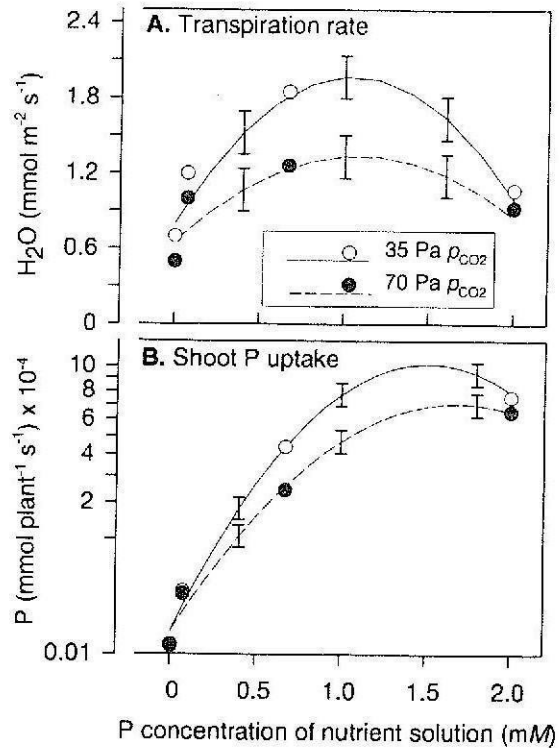 A. Transpiration rate
H₂O (mmol m⁻² s⁻¹)
2.4
1.8
1.2
0.6
0
35 Pa pCO2
70 Pa pCO2
B. Shoot P uptake
P (mmol plant⁻¹ s⁻¹) x 10⁻⁴
10
8
6
4
2
0.01
0 0.5 1.0 1.5 2.0
P concentration of nutrient solution (mM)